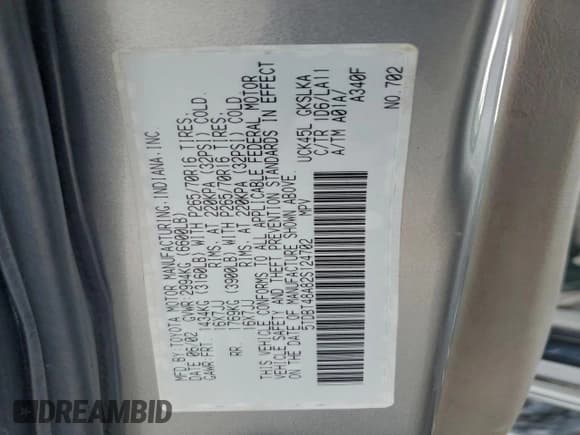 MFD. BY TOYOTA MOTOR MANUFACTURING, INDIANA, INC.
DATE 06/02 GVWR 2994KG (6600LB)
GAWR FRT. 1434KG (3160LB) WITH P265/70R16 TIRES,
16X7JJ RIMS, AT 220KPA (32PSI) COLD.
RR. 1769KG (3900LB) WITH P265/70R16 TIRES,
16X7JJ RIMS, AT 220KPA (32PSI) COLD.
THIS VEHICLE CONFORMS TO ALL APPLICABLE FEDERAL MOTOR
VEHICLE SAFETY AND THEFT PREVENTION STANDARDS IN EFFECT
ON THE DATE OF MANUFACTURE SHOWN ABOVE.
5TDBT48A82S124702 MPV
UCK45L GKSLKA
C/TR 1D6/LA11
A/TM A01A/
A340F
NO.702
DREAMBID